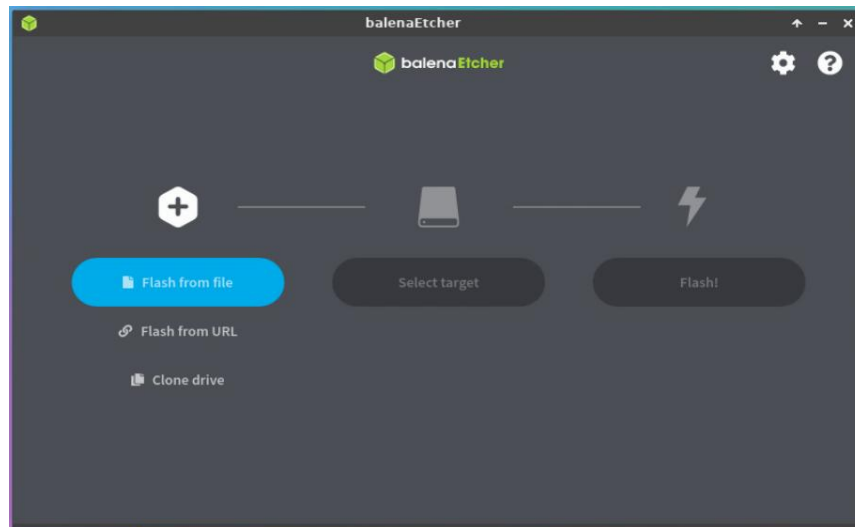 balenaEtcher
balenaEtcher
Flash from file
Select target
Flash!
Flash from URL
Clone drive